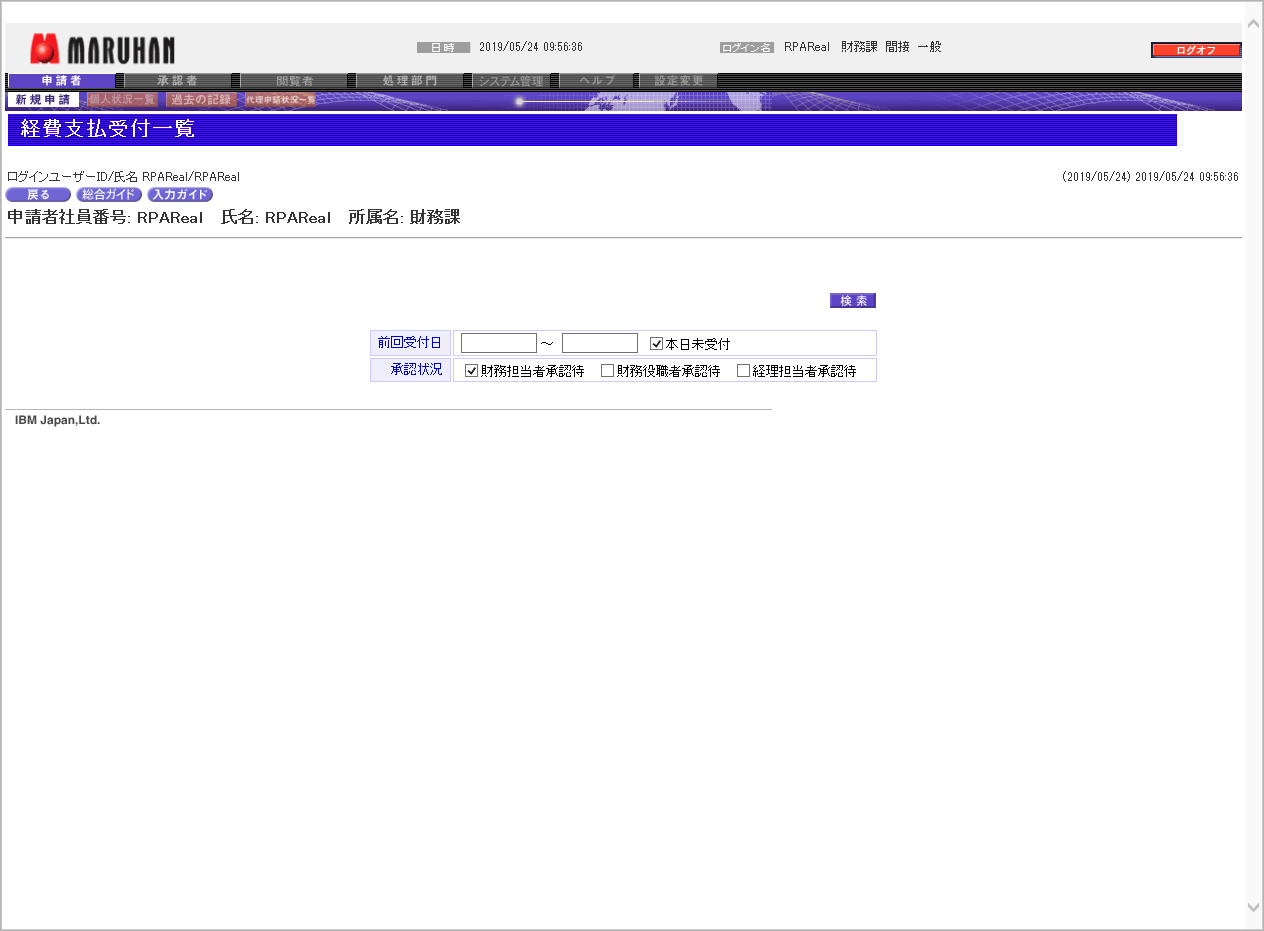 MARUHAN
日時 2019/05/24 09:56:36 ログイン名 RPAReal 財務課 間接 一般
ログオフ
申請者 承認者 閲覧者 処理部門 システム管理 ヘルプ 設定変更
新規申請 個人状況一覧 過去の記録 代理申請状況一覧
経費支払受付一覧
ログインユーザーID/氏名 RPAReal/RPAReal (2019/05/24) 2019/05/24 09:56:36
戻る 総合ガイド 入力ガイド
申請者社員番号: RPAReal 氏名: RPAReal 所属名: 財務課
検索
前回受付日 ～ 本日未受付
承認状況 財務担当者承認待 財務役職者承認待 経理担当者承認待
IBM Japan,Ltd.